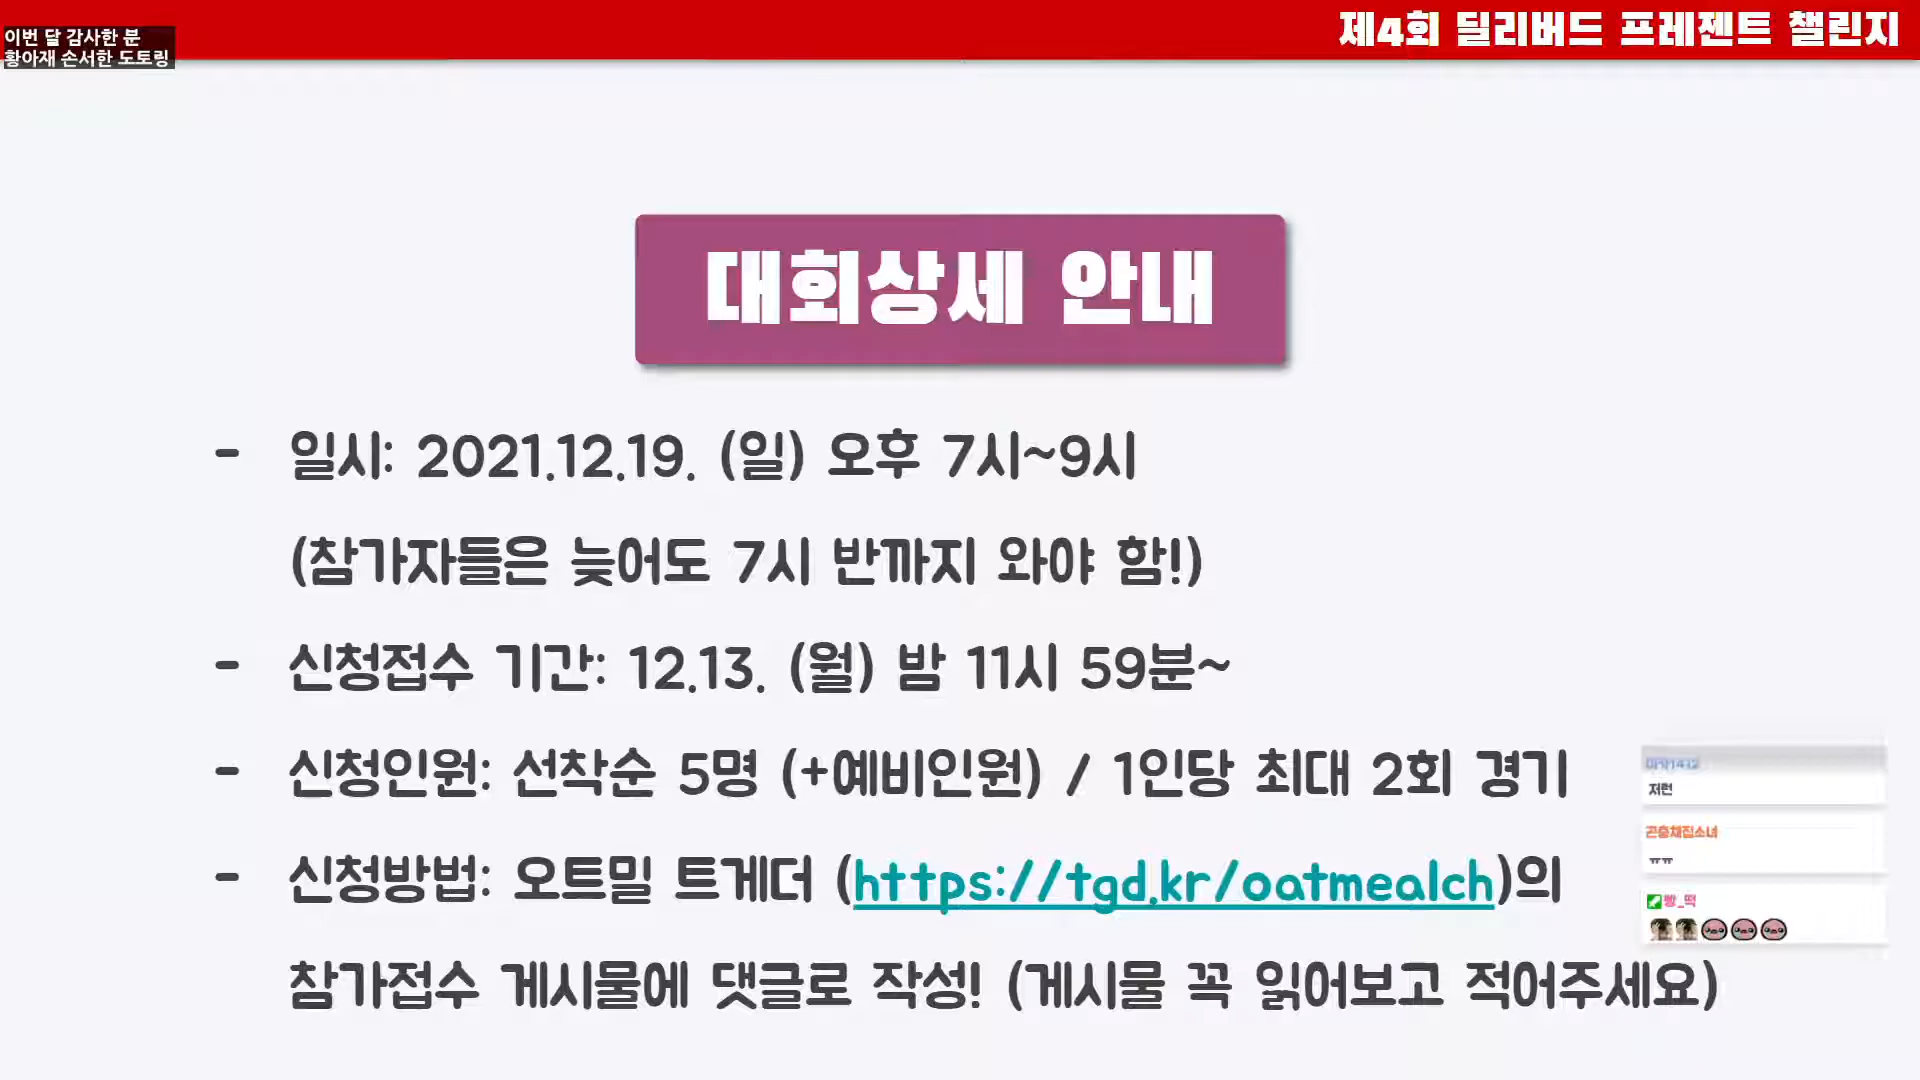 제4회 딜리버드 프레젠트 챌린지
이번 달 감사한 분
황아재 손서한 도토링
대회상세 안내
- 일시: 2021.12.19. (일) 오후 7시~9시
(참가자들은 늦어도 7시 반까지 와야 함!)
- 신청접수 기간: 12.13. (월) 밤 11시 59분~
- 신청인원: 선착순 5명 (+예비인원) / 1인당 최대 2회 경기
- 신청방법: 오트밀 트게더 (https://tgd.kr/oatmealch)의
참가접수 게시물에 댓글로 작성! (게시물 꼭 읽어보고 적어주세요)
저런
곤충채집소녀
ㅠㅠ
빵_떡